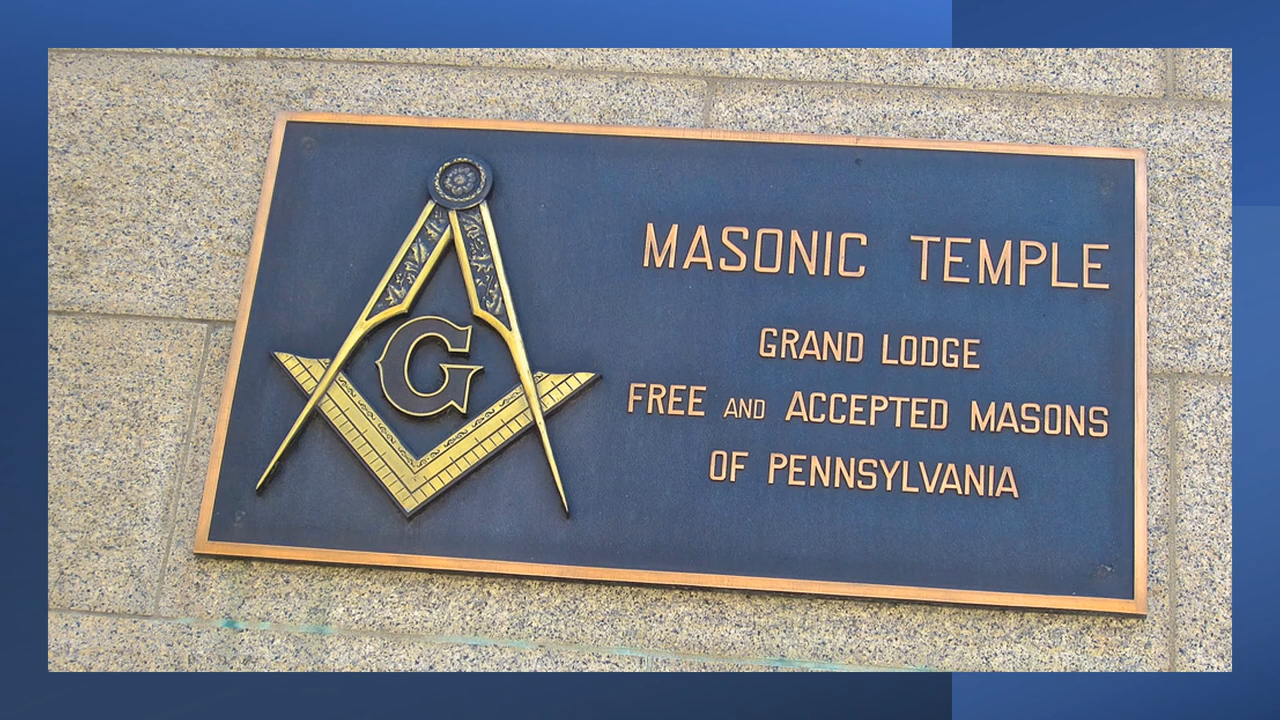 G
MASONIC TEMPLE
GRAND LODGE
FREE AND ACCEPTED MASONS
OF PENNSYLVANIA